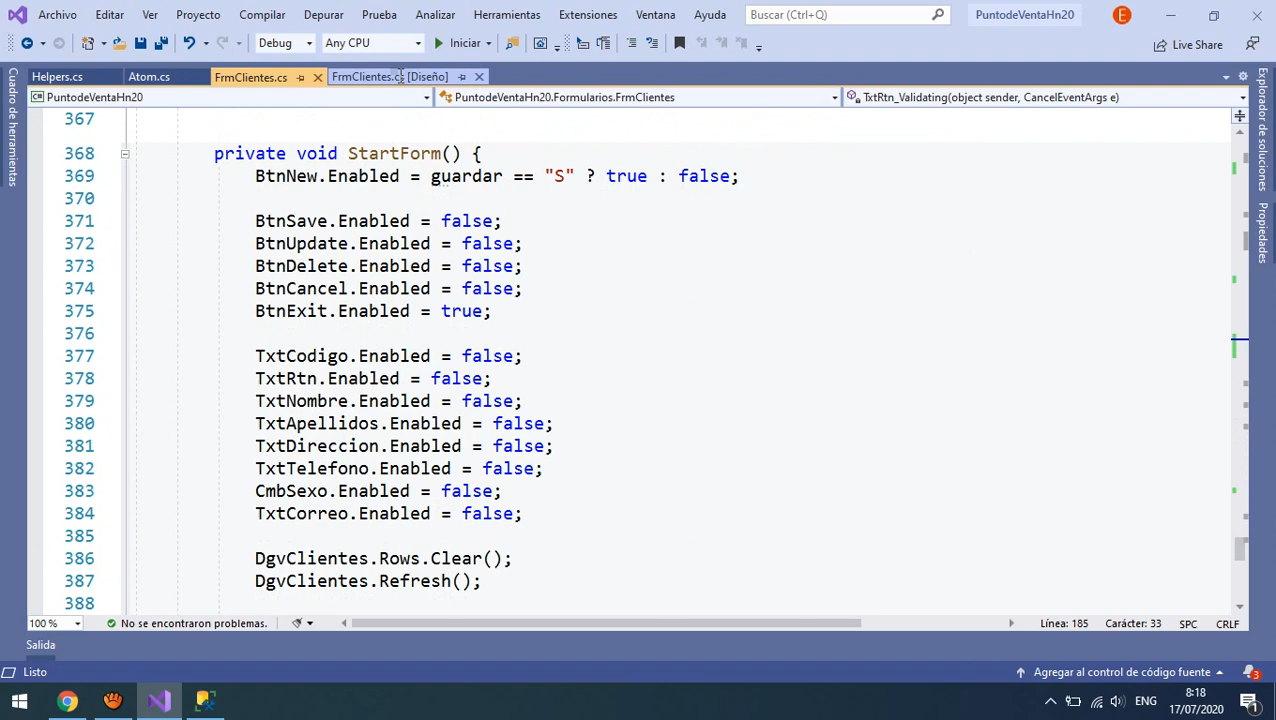 Archivo Editar Ver Proyecto Compilar Depurar Prueba Analizar Herramientas Extensiones Ventana Ayuda Buscar (Ctrl+Q) PuntodeVentaHn20 E
Debug Any CPU Iniciar Live Share
Helpers.cs Atom.cs FrmClientes.cs FrmClientes.cs [Diseño]
PuntodeVentaHn20 PuntodeVentaHn20.Formularios.FrmClientes TxtRtn_Validating(object sender, CancelEventArgs e)
Cuadro de herramientas
Explorador de soluciones
Propiedades
367
368 private void StartForm() {
369 BtnNew.Enabled = guardar == "S" ? true : false;
370
371 BtnSave.Enabled = false;
372 BtnUpdate.Enabled = false;
373 BtnDelete.Enabled = false;
374 BtnCancel.Enabled = false;
375 BtnExit.Enabled = true;
376
377 TxtCodigo.Enabled = false;
378 TxtRtn.Enabled = false;
379 TxtNombre.Enabled = false;
380 TxtApellidos.Enabled = false;
381 TxtDireccion.Enabled = false;
382 TxtTelefono.Enabled = false;
383 CmbSexo.Enabled = false;
384 TxtCorreo.Enabled = false;
385
386 DgvClientes.Rows.Clear();
387 DgvClientes.Refresh();
388
100 % No se encontraron problemas. Línea: 185 Carácter: 33 SPC CRLF
Salida
Listo Agregar al control de código fuente 3
ENG 8:18 1
17/07/2020